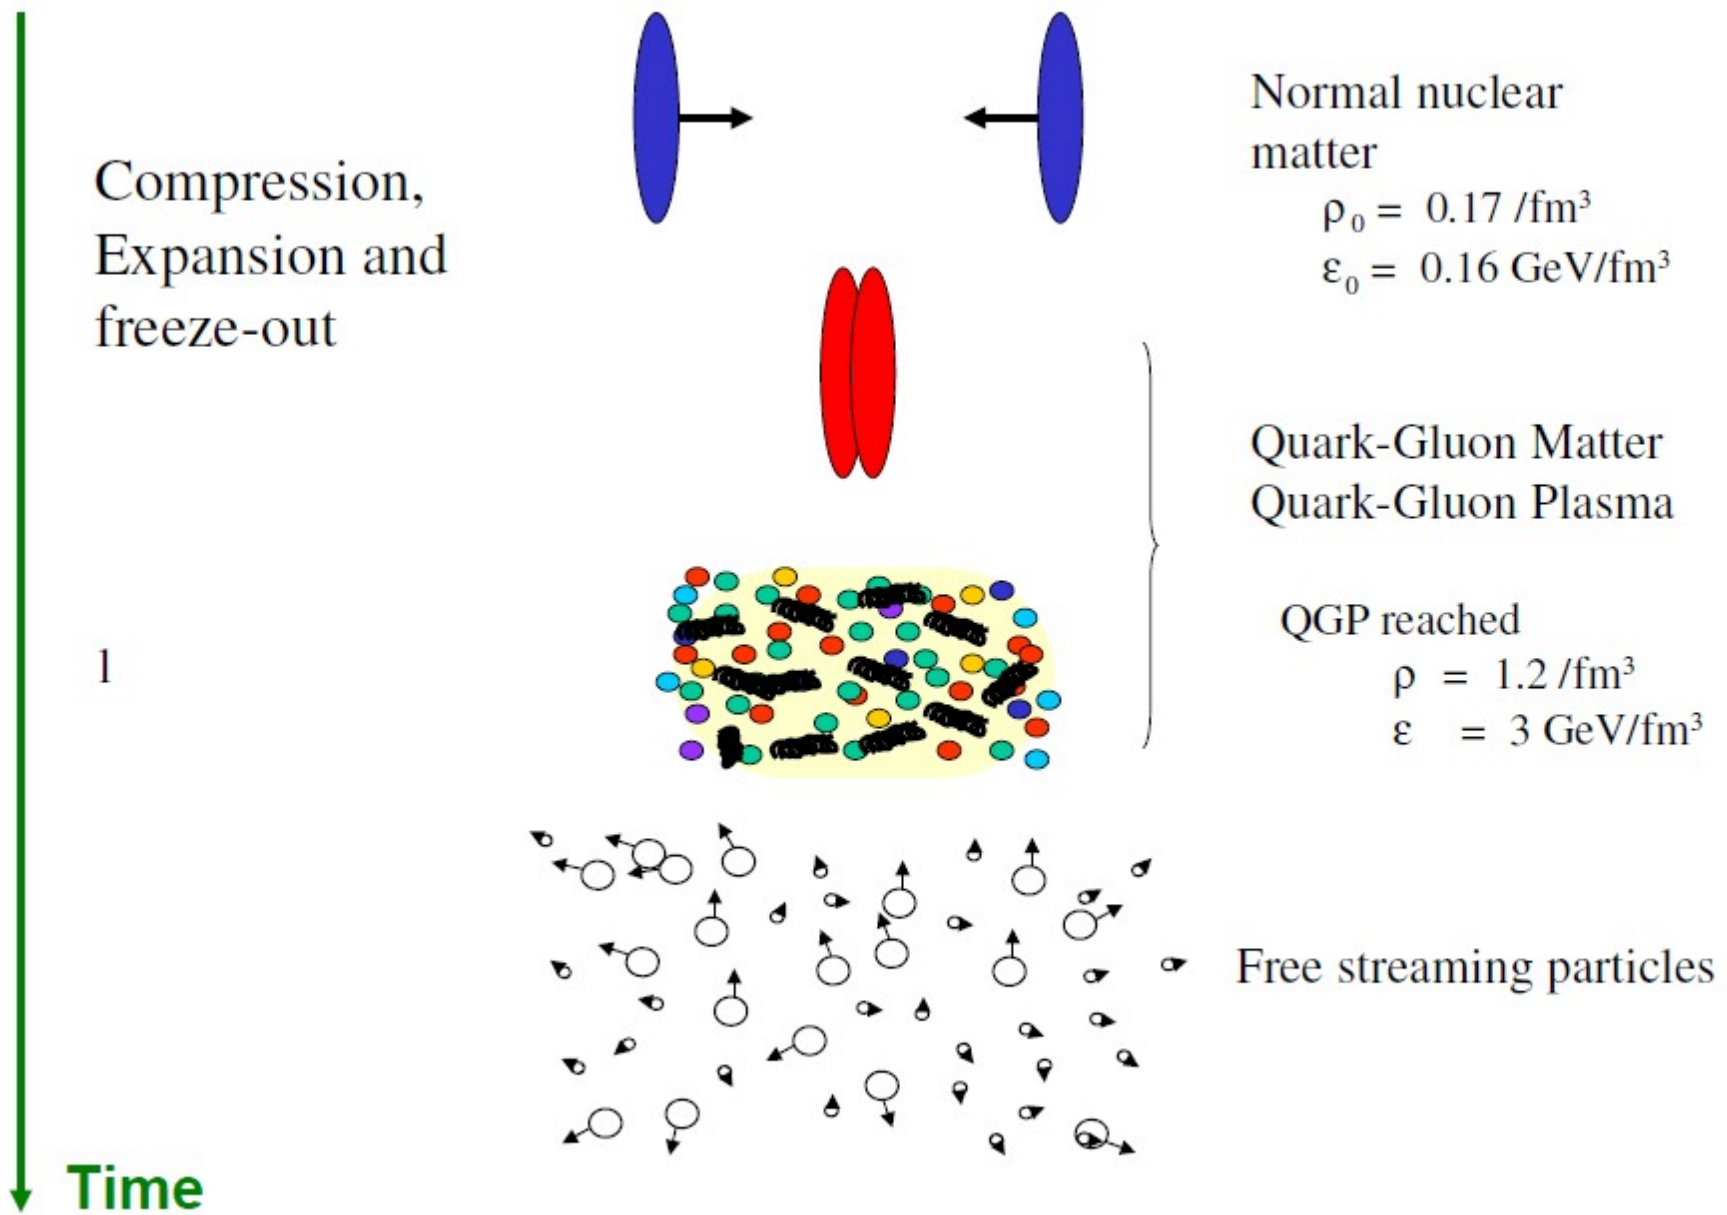 Compression,
Expansion and
freeze-out
Normal nuclear
matter
ρ₀ = 0.17 /fm³
ε₀ = 0.16 GeV/fm³
Quark-Gluon Matter
Quark-Gluon Plasma
QGP reached
ρ = 1.2 /fm³
ε = 3 GeV/fm³
l
Free streaming particles
Time